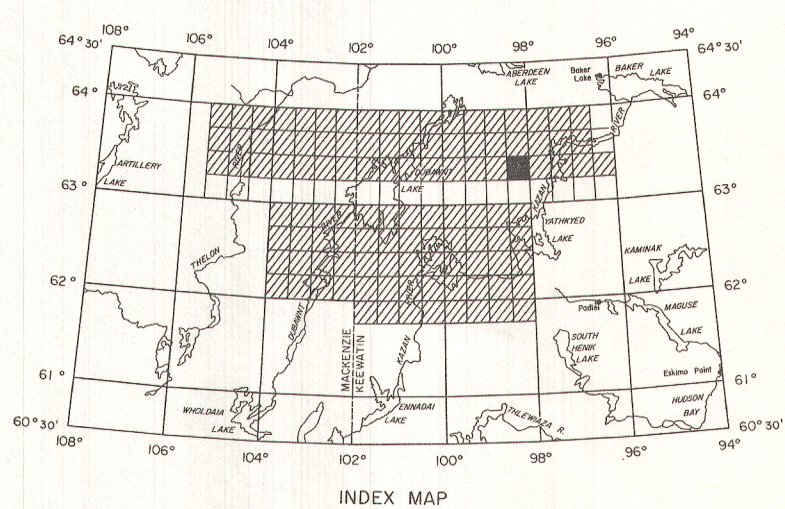 108°
106°
104°
102°
100°
98°
96°
94°
64° 30'
64° 30'
ABERDEEN
LAKE
Baker
Lake
BAKER
LAKE
64°
64°
RIVER
RIVER
ARTILLERY
LAKE
DUBAWNT
LAKE
63°
63°
KAZAN
RIVER
YATHKYED
LAKE
THELON
KAMINAK
LAKE
62°
62°
RIVER
Padlei
MAGUSE
LAKE
DUBAWNT
MACKENZIE
KEEWATIN
KAZAN
SOUTH
HENIK
LAKE
Eskimo Point
61°
61°
WHOLDAIA
LAKE
ENNADAI
LAKE
THLEWIAZA R.
HUDSON
BAY
60° 30'
60° 30'
108°
106°
104°
102°
100°
98°
96°
94°
INDEX MAP